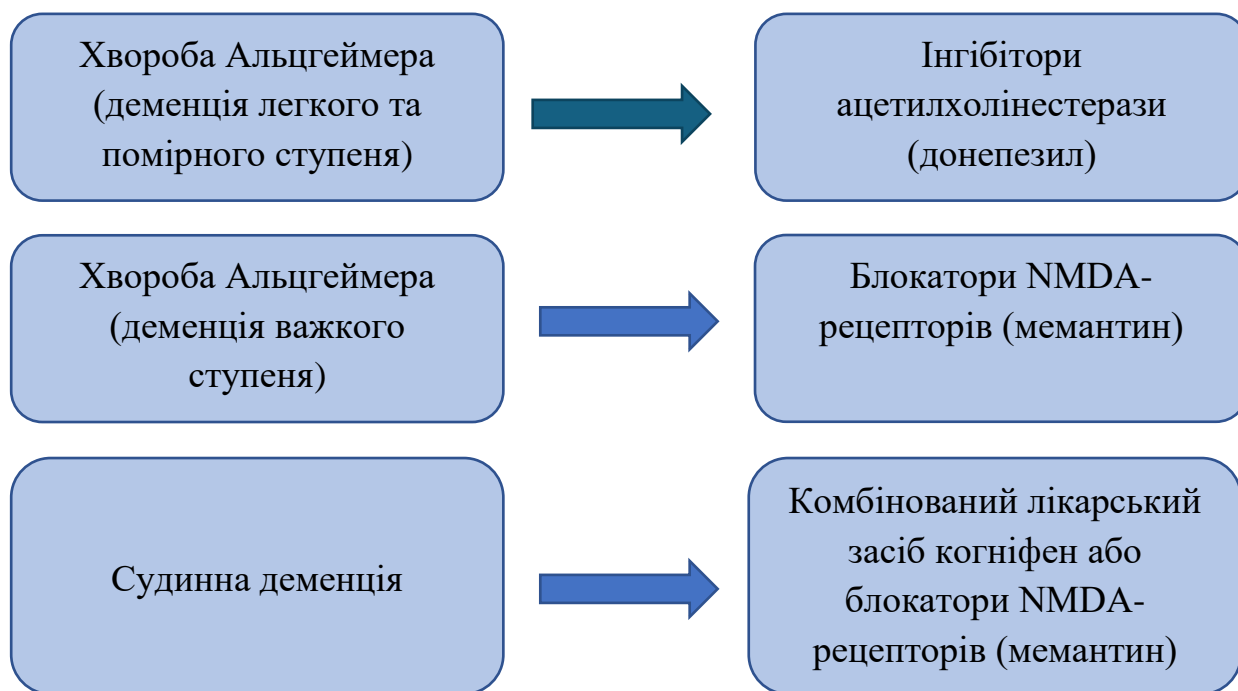 Хвороба Альцгеймера
(деменція легкого та
помірного ступеня)
Інгібітори
ацетилхолінестерази
(донепезил)
Хвороба Альцгеймера
(деменція важкого
ступеня)
Блокатори NMDA-
рецепторів (мемантин)
Судинна деменція
Комбінований лікарський
засіб когніфен або
блокатори NMDA-
рецепторів (мемантин)